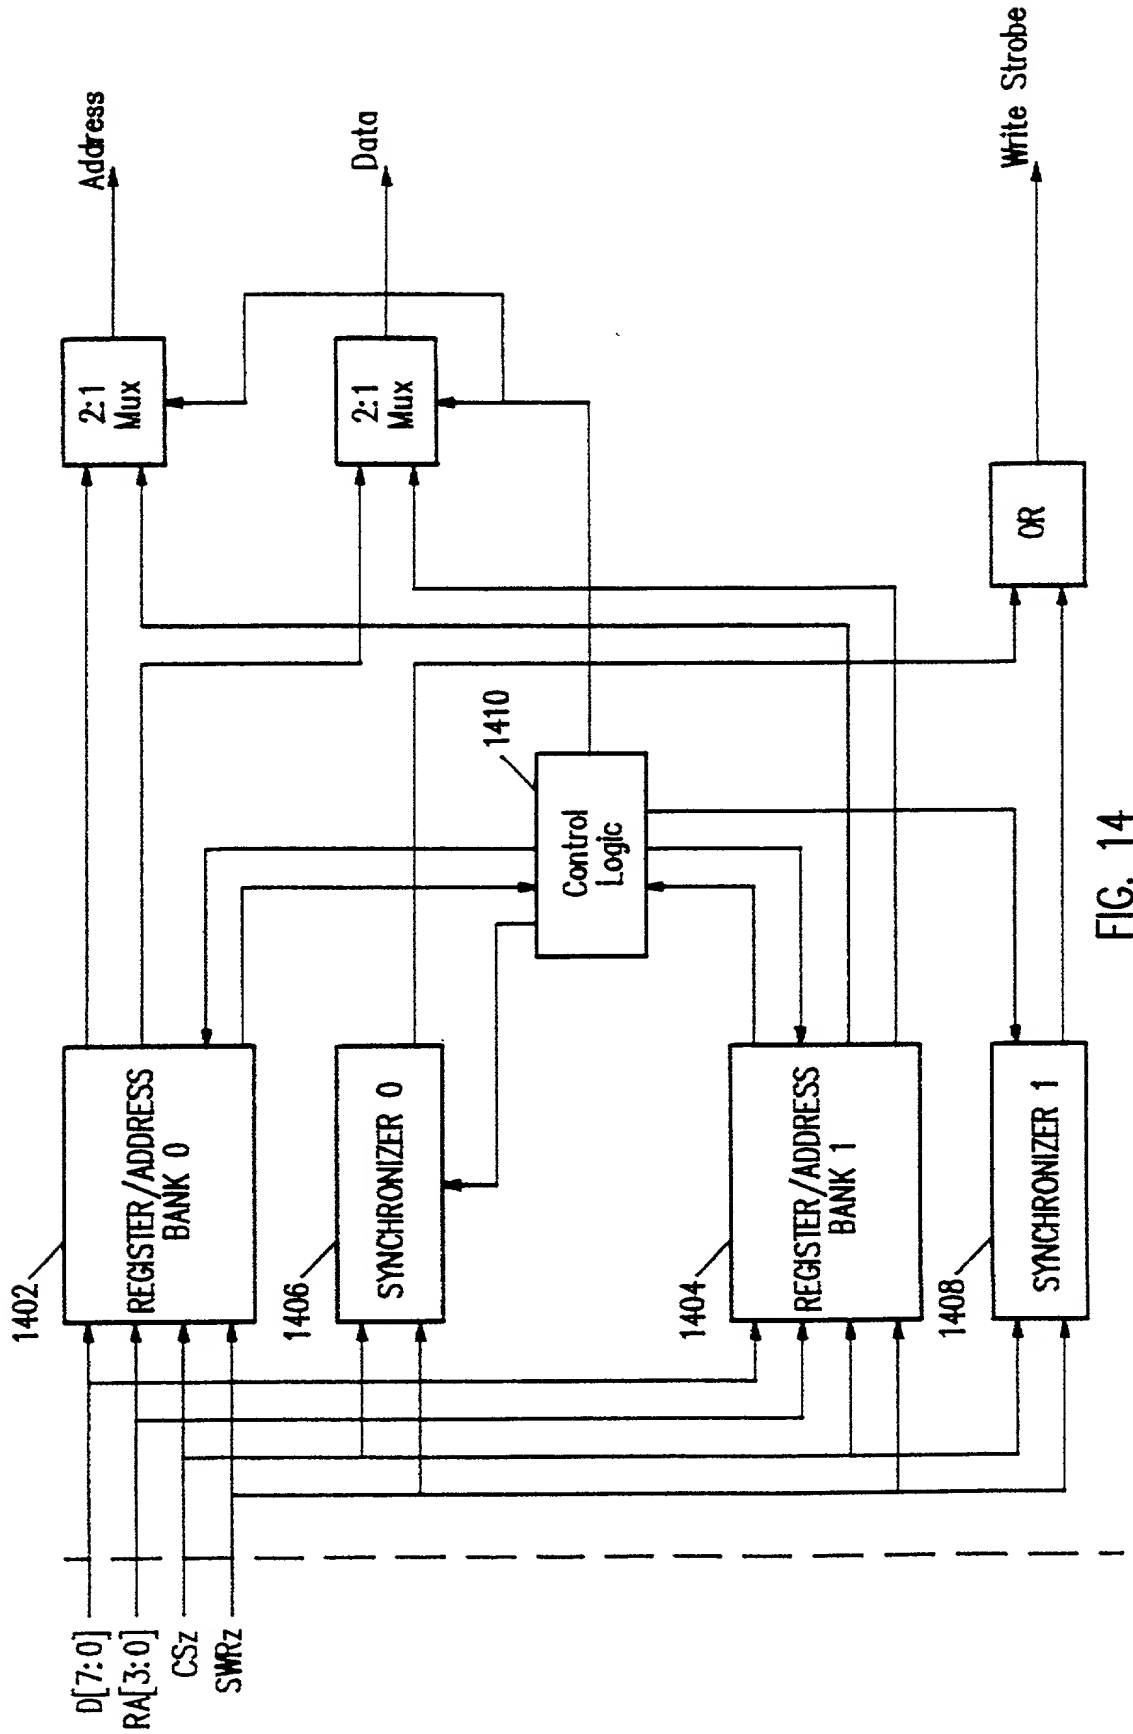 D[7:0]
RA[3:0]
CSz
SWRz
1402
REGISTER/ADDRESS
BANK 0
1406
SYNCHRONIZER 0
1404
REGISTER/ADDRESS
BANK 1
1408
SYNCHRONIZER 1
1410
Control
Logic
2:1
Mux
2:1
Mux
OR
Address
Data
Write Strobe
FIG. 14